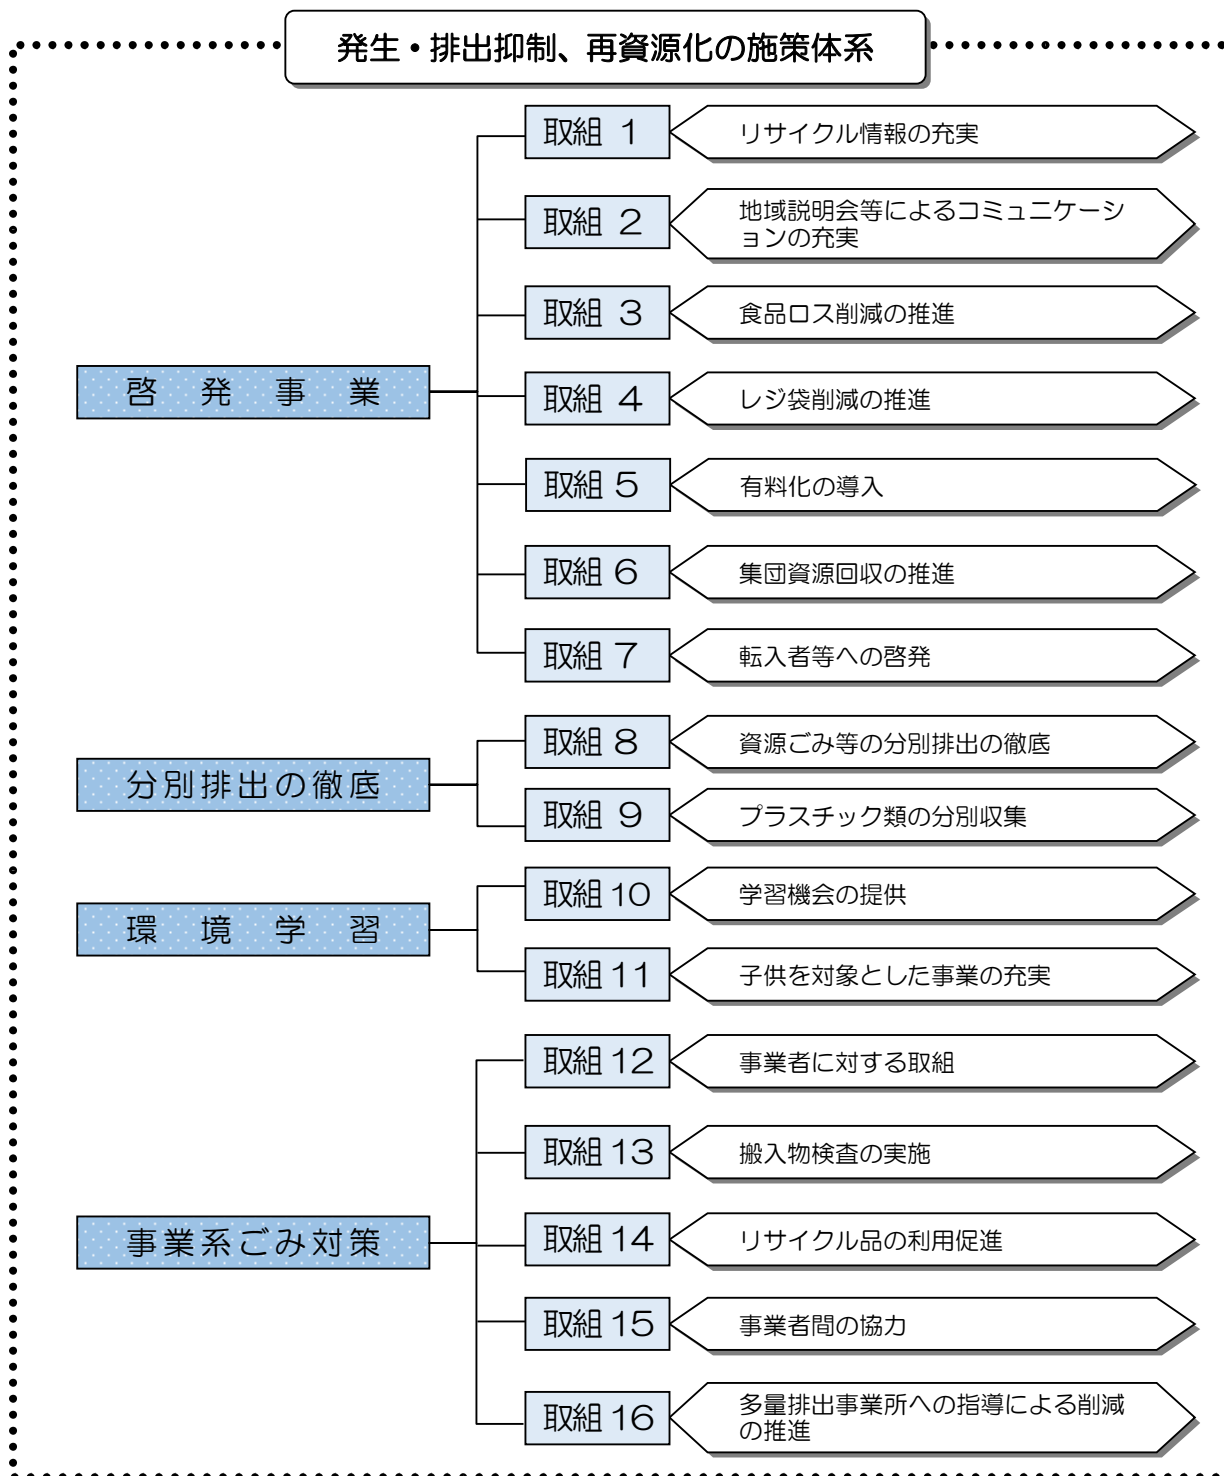 発生・排出抑制、再資源化の施策体系
取組 1
リサイクル情報の充実
取組 2
地域説明会等によるコミュニケーシ
ョンの充実
取組 3
食品ロス削減の推進
啓発事業
取組 4
レジ袋削減の推進
取組 5
有料化の導入
取組 6
集団資源回収の推進
取組 7
転入者等への啓発
分別排出の徹底
取組 8
資源ごみ等の分別排出の徹底
取組 9
プラスチック類の分別収集
環境学習
取組 10
学習機会の提供
取組 11
子供を対象とした事業の充実
事業系ごみ対策
取組 12
事業者に対する取組
取組 13
搬入物検査の実施
取組 14
リサイクル品の利用促進
取組 15
事業者間の協力
取組 16
多量排出事業所への指導による削減
の推進